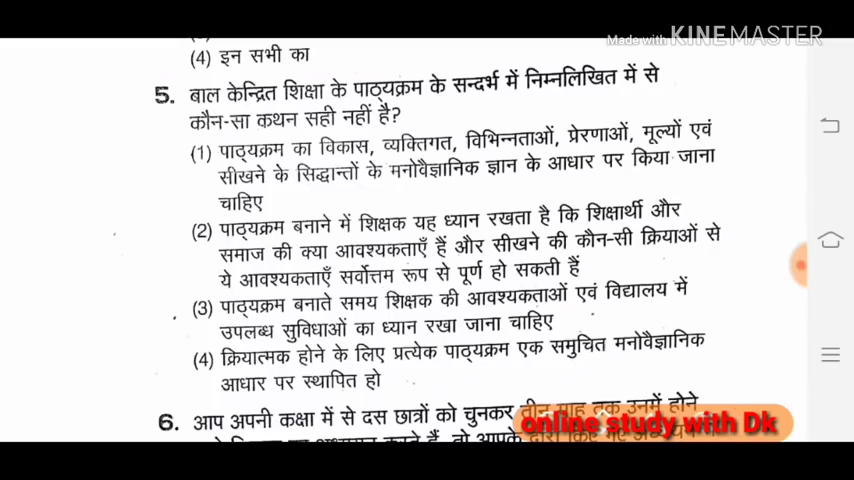 Made with KINEMASTER
(4) इन सभी का
5. बाल केन्द्रित शिक्षा के पाठ्यक्रम के सन्दर्भ में निम्नलिखित में से
कौन-सा कथन सही नहीं है?
(1) पाठ्यक्रम का विकास, व्यक्तिगत, विभिन्नताओं, प्रेरणाओं, मूल्यों एवं
सीखने के सिद्धान्तों के मनोवैज्ञानिक ज्ञान के आधार पर किया जाना
चाहिए
(2) पाठ्यक्रम बनाने में शिक्षक यह ध्यान रखता है कि शिक्षार्थी और
समाज की क्या आवश्यकताएँ हैं और सीखने की कौन-सी क्रियाओं से
ये आवश्यकताएँ सर्वोत्तम रूप से पूर्ण हो सकती हैं
(3) पाठ्यक्रम बनाते समय शिक्षक की आवश्यकताओं एवं विद्यालय में
उपलब्ध सुविधाओं का ध्यान रखा जाना चाहिए
(4) क्रियात्मक होने के लिए प्रत्येक पाठ्यक्रम एक समुचित मनोवैज्ञानिक
आधार पर स्थापित हो
6. आप अपनी कक्षा में से दस छात्रों को चुनकर तीन माह तक उनमें होने
online study with Dk